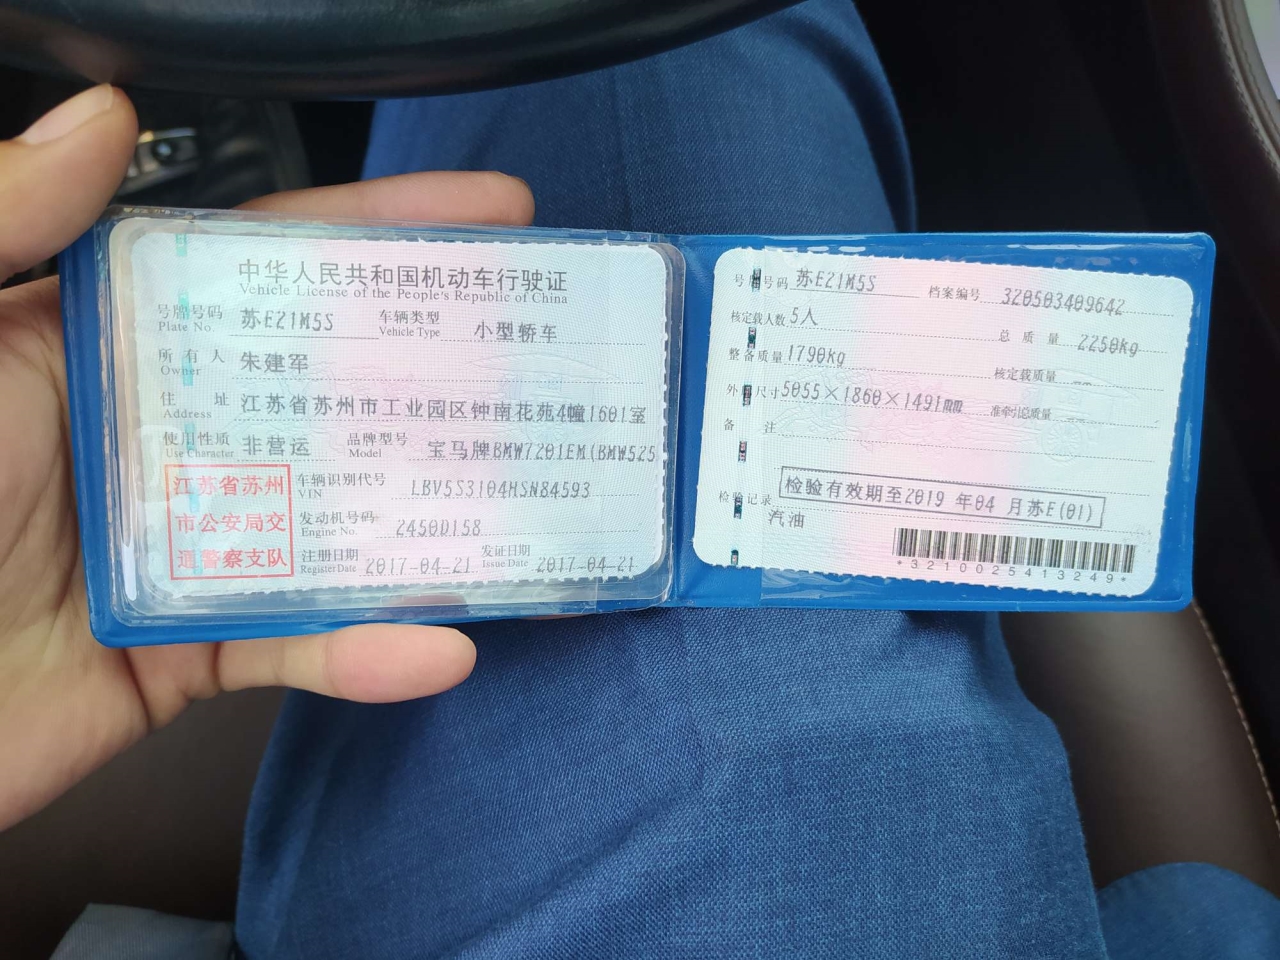 中华人民共和国机动车行驶证
Vehicle License of the People's Republic of China
号牌号码 苏E21M5S 车辆类型 小型轿车
Plate No. Vehicle Type
所有人 朱建军
Owner
住址 江苏省苏州市工业园区钟南花苑4幢1601室
Address
使用性质 非营运 品牌型号 宝马牌BMW7201EM(BMW525
Use Character Model
江苏省苏州
市公安局交
通警察支队
车辆识别代号 LBV5S3104HSN84593
VIN
发动机号码 2450D158
Engine No.
注册日期 2017-04-21 发证日期 2017-04-21
Register Date Issue Date
号牌号码 苏E21M5S 档案编号 320503409642
核定载人数 5人 总质量 2250kg
整备质量 1790kg 核定载质量 --
外廓尺寸 5055×1860×1491mm 准牵引总质量 --
备注
检验有效期至2019年04月苏E(01)
检验记录
汽油
*3210025413249*